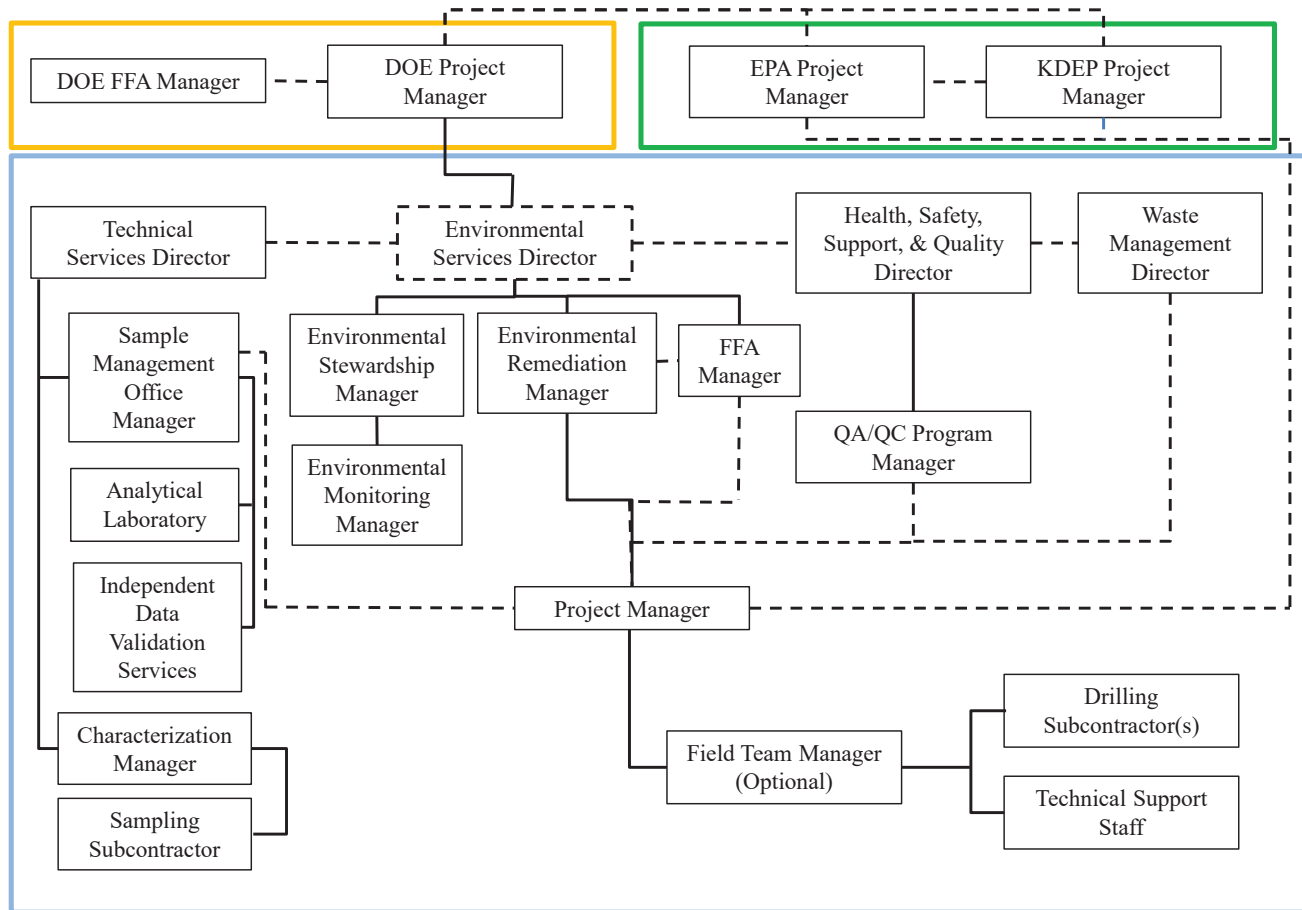 DOE FFA Manager
DOE Project
Manager
EPA Project
Manager
KDEP Project
Manager
Technical
Services Director
Environmental
Services Director
Health, Safety,
Support, & Quality
Director
Waste
Management
Director
Sample
Management
Office
Manager
Environmental
Stewardship
Manager
Environmental
Remediation
Manager
FFA
Manager
Analytical
Laboratory
Environmental
Monitoring
Manager
QA/QC Program
Manager
Independent
Data
Validation
Services
Project Manager
Characterization
Manager
Sampling
Subcontractor
Field Team Manager
(Optional)
Drilling
Subcontractor(s)
Technical Support
Staff